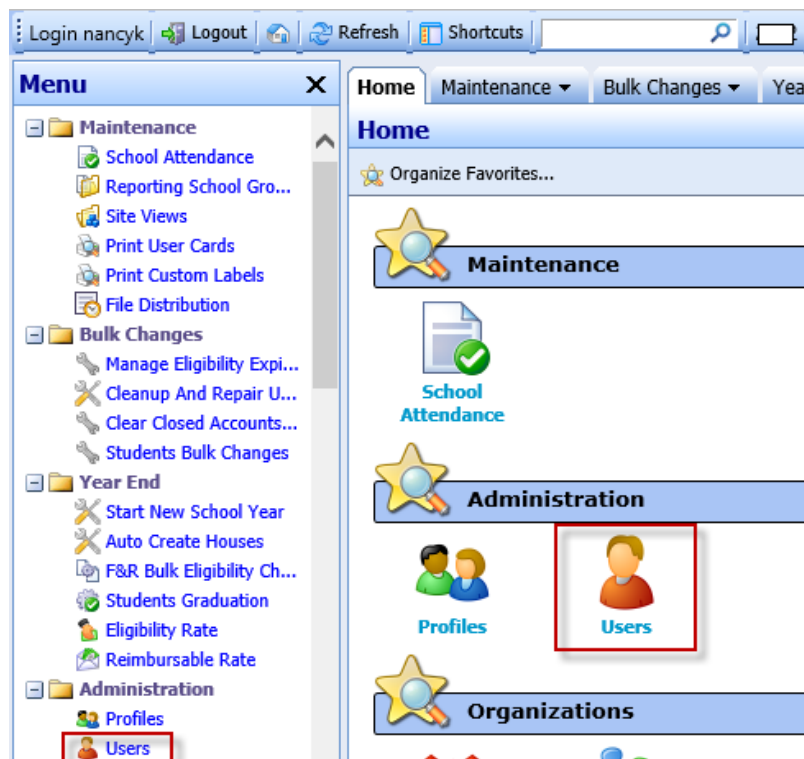 Login nancyk Logout Refresh Shortcuts
Menu
Maintenance
School Attendance
Reporting School Gro...
Site Views
Print User Cards
Print Custom Labels
File Distribution
Bulk Changes
Manage Eligibility Expi...
Cleanup And Repair U...
Clear Closed Accounts...
Students Bulk Changes
Year End
Start New School Year
Auto Create Houses
F&R Bulk Eligibility Ch...
Students Graduation
Eligibility Rate
Reimbursable Rate
Administration
Profiles
Users
Home Maintenance Bulk Changes Yea
Home
Organize Favorites...
Maintenance
School
Attendance
Administration
Profiles Users
Organizations